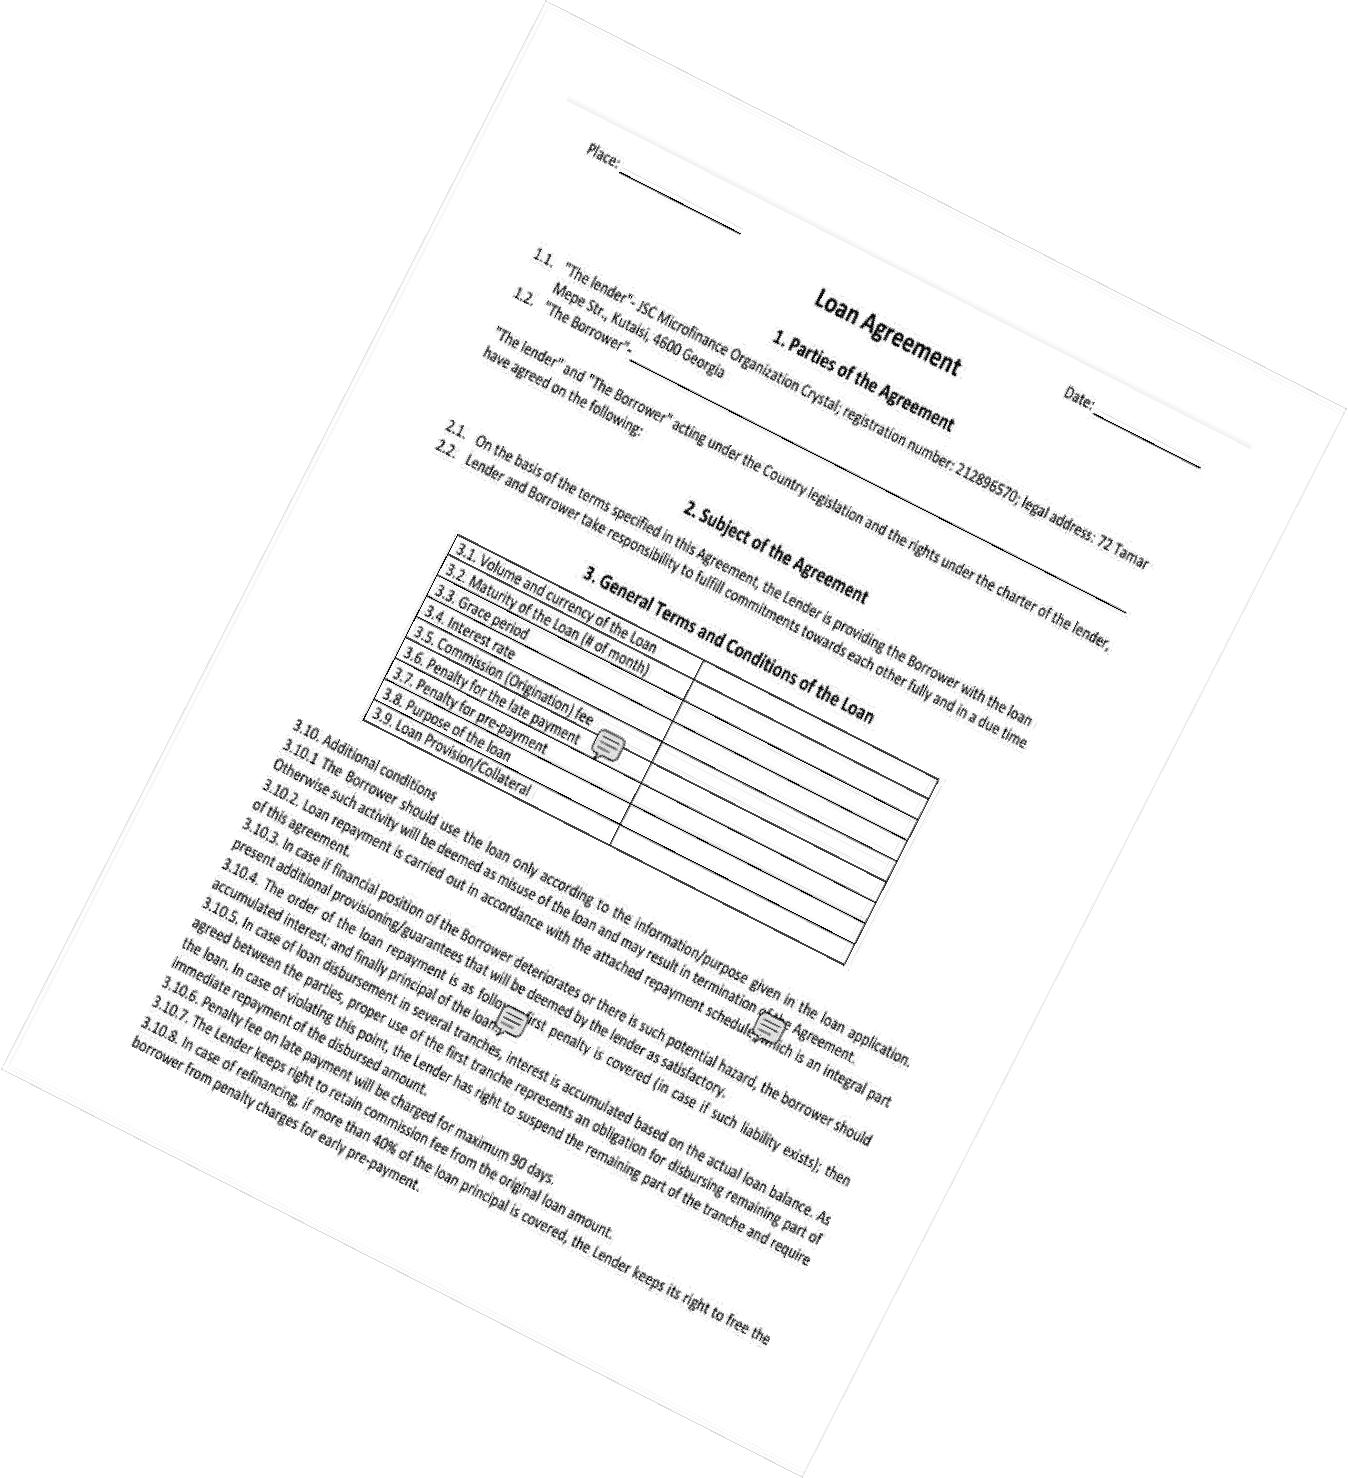 Place:
Date:
Loan Agreement
1. Parties of the Agreement
1.1. "The lender"- JSC Microfinance Organization Crystal; registration number: 212896570; legal address: 72 Tamar
Mepe Str., Kutaisi, 4600 Georgia
1.2. "The Borrower"-
"The lender" and "The Borrower" acting under the Country legislation and the rights under the charter of the lender,
have agreed on the following:
2. Subject of the Agreement
2.1. On the basis of the terms specified in this Agreement, the Lender is providing the Borrower with the loan
2.2. Lender and Borrower take responsibility to fulfill commitments towards each other fully and in a due time
3. General Terms and Conditions of the Loan
3.1. Volume and currency of the Loan
3.2. Maturity of the Loan (# of month)
3.3. Grace period
3.4. Interest rate
3.5. Commission (Origination) fee
3.6. Penalty for the late payment
3.7. Penalty for pre-payment
3.8. Purpose of the loan
3.9. Loan Provision/Collateral
3.10. Additional conditions
3.10.1 The Borrower should use the loan only according to the information/purpose given in the loan application.
Otherwise such activity will be deemed as misuse of the loan and may result in termination of the Agreement.
3.10.2. Loan repayment is carried out in accordance with the attached repayment schedule, which is an integral part
of this agreement.
3.10.3. In case if financial position of the Borrower deteriorates or there is such potential hazard, the borrower should
present additional provisioning/guarantees that will be deemed by the lender as satisfactory.
3.10.4. The order of the loan repayment is as follows: first penalty is covered (in case if such liability exists); then
accumulated interest; and finally principal of the loan.
3.10.5. In case of loan disbursement in several tranches, interest is accumulated based on the actual loan balance. As
agreed between the parties, proper use of the first tranche represents an obligation for disbursing remaining part of
the loan. In case of violating this point, the Lender has right to suspend the remaining part of the tranche and require
immediate repayment of the disbursed amount.
3.10.6. Penalty fee on late payment will be charged for maximum 90 days.
3.10.7. The Lender keeps right to retain commission fee from the original loan amount.
3.10.8. In case of refinancing, if more than 40% of the loan principal is covered, the Lender keeps its right to free the
borrower from penalty charges for early pre-payment.